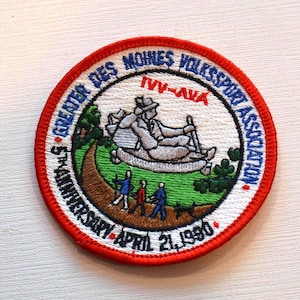 GREATER DES MOINES VOLKSSPORT ASSOCIATION
IVV-AVA
5TH ANNIVERSARY • APRIL 21, 1990